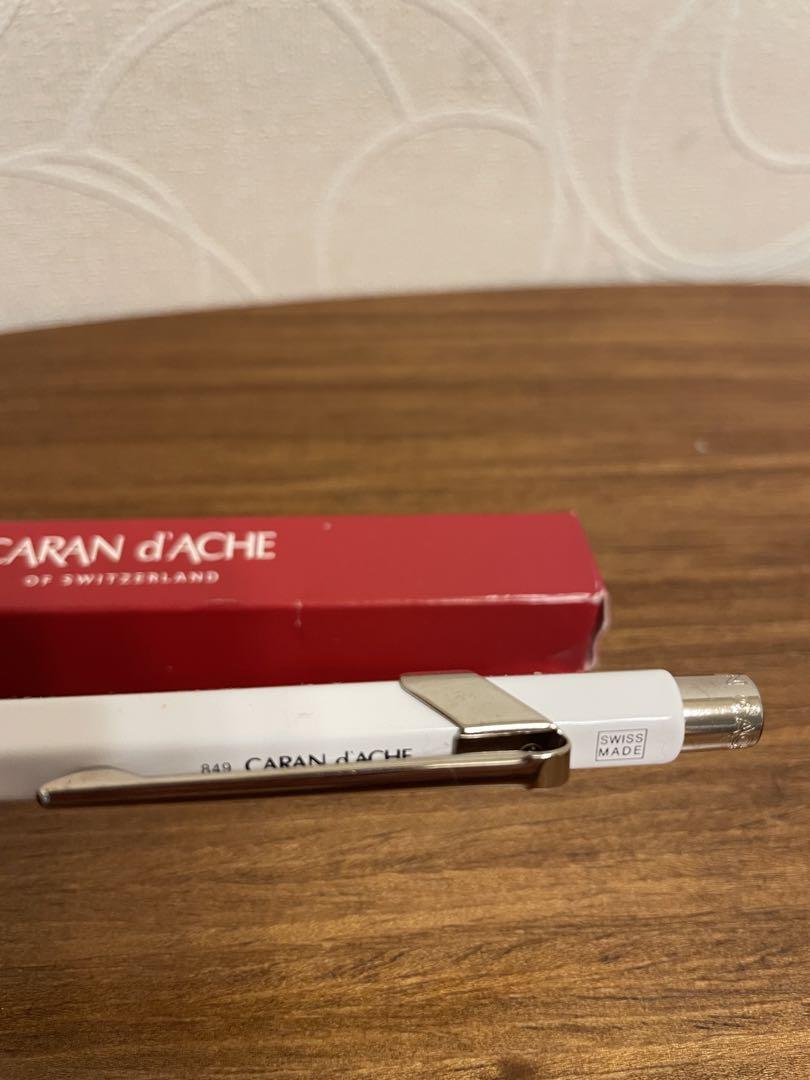 CARAN d'ACHE
OF SWITZERLAND
849 CARAN d'ACHE
SWISS
MADE